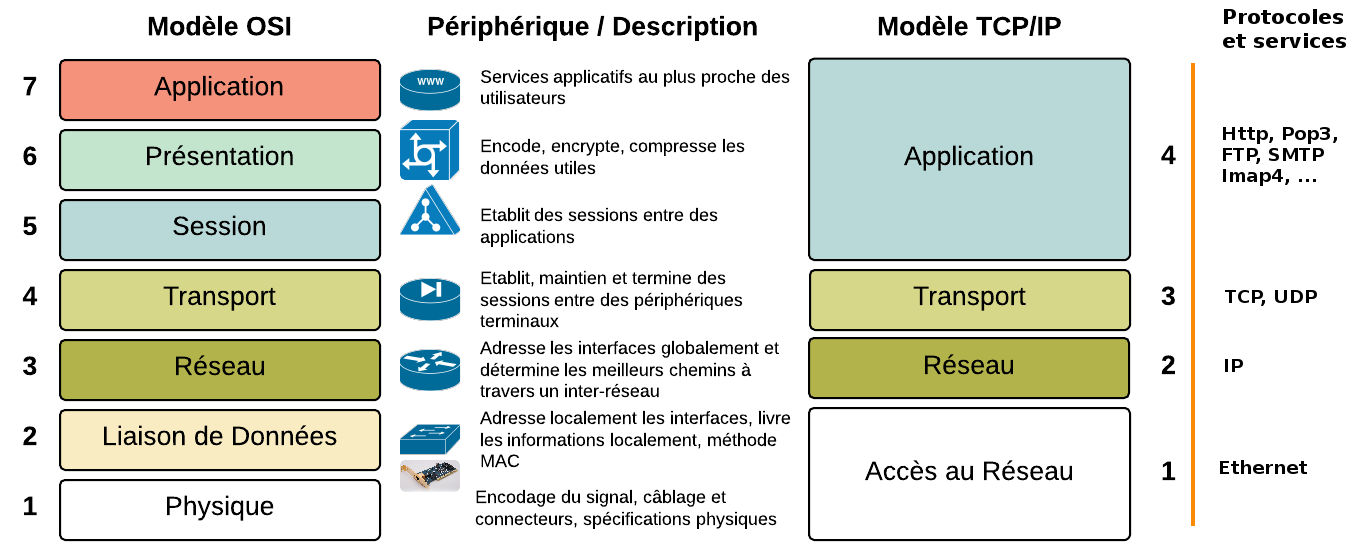 Modèle OSI
Périphérique / Description
Modèle TCP/IP
Protocoles
et services
7
Application
www
Services applicatifs au plus proche des
utilisateurs
6
Présentation
Encode, encrypte, compresse les
données utiles
5
Session
Etablit des sessions entre des
applications
Application
4
Http, Pop3,
FTP, SMTP
Imap4, ...
4
Transport
Etablit, maintien et termine des
sessions entre des périphériques
terminaux
Transport
3
TCP, UDP
3
Réseau
Adresse les interfaces globalement et
détermine les meilleurs chemins à
travers un inter-réseau
Réseau
2
IP
2
Liaison de Données
Adresse localement les interfaces, livre
les informations localement, méthode
MAC
1
Physique
Encodage du signal, câblage et
connecteurs, spécifications physiques
Accès au Réseau
1
Ethernet